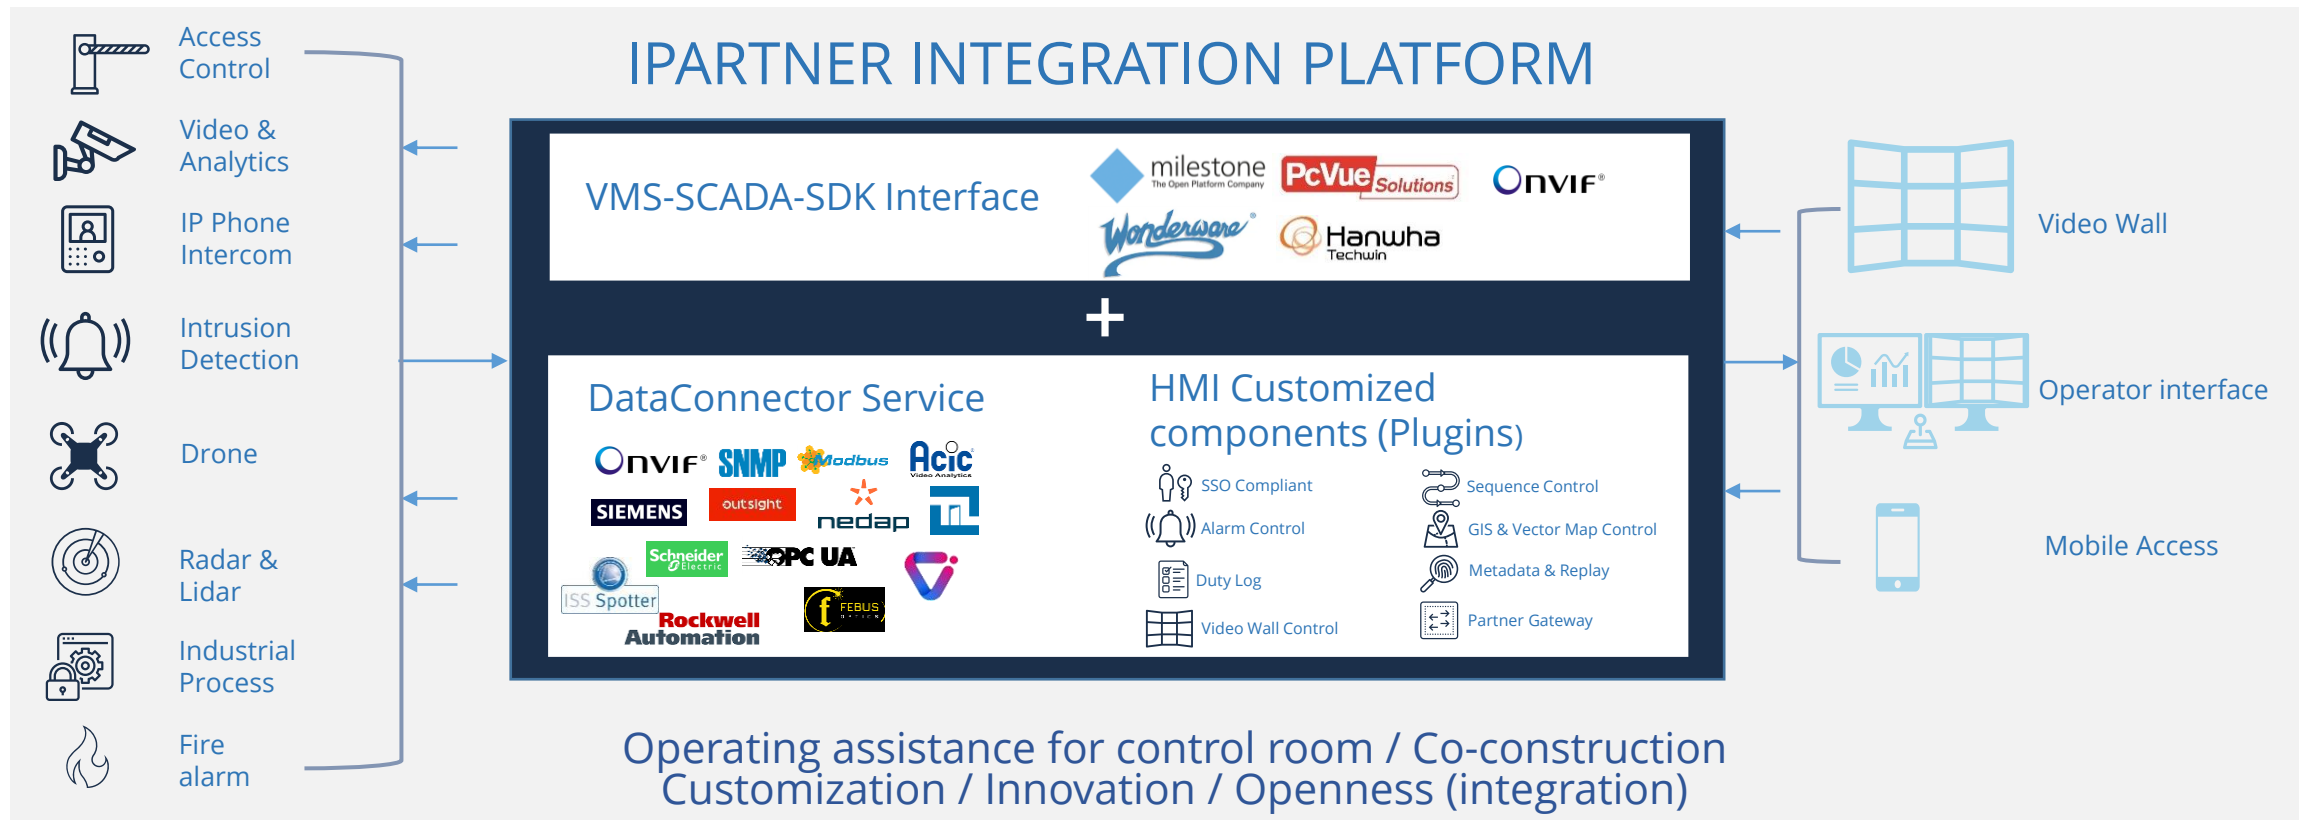 IPARTNER INTEGRATION PLATFORM
Access
Control
Video &
Analytics
IP Phone
Intercom
Intrusion
Detection
Drone
Radar &
Lidar
Industrial
Process
Fire
alarm
VMS-SCADA-SDK Interface
milestone
The Open Platform Company
PcVue Solutions
ONVIF®
Wonderware®
Hanwha
Techwin
+
DataConnector Service
ONVIF® SNMP Modbus Acic
Video Analytics
SIEMENS outsight nedap
Schneider
Electric
OPC UA
ISS Spotter
Rockwell
Automation
FEBUS
OPTICS
HMI Customized
components (Plugins)
SSO Compliant
Alarm Control
Duty Log
Video Wall Control
Sequence Control
GIS & Vector Map Control
Metadata & Replay
Partner Gateway
Video Wall
Operator interface
Mobile Access
Operating assistance for control room / Co-construction
Customization / Innovation / Openness (integration)